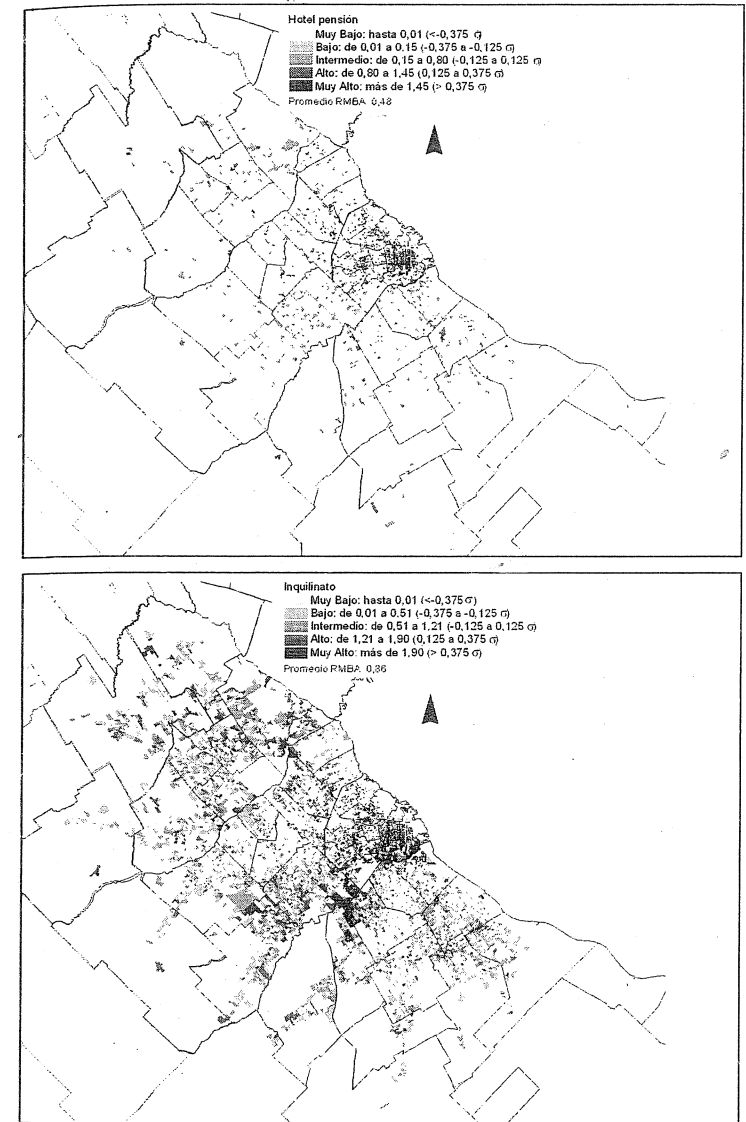 Hotel pensión
Muy Bajo: hasta 0,01 (<-0,375 σ)
Bajo: de 0,01 a 0,15 (-0,375 a -0,125 σ)
Intermedio: de 0,15 a 0,80 (-0,125 a 0,125 σ)
Alto: de 0,80 a 1,45 (0,125 a 0,375 σ)
Muy Alto: más de 1,45 (> 0,375 σ)
Promedio RMBA 0,48
Inquilinato
Muy Bajo: hasta 0,01 (<-0,375 σ)
Bajo: de 0,01 a 0,51 (-0,375 a -0,125 σ)
Intermedio: de 0,51 a 1,21 (-0,125 a 0,125 σ)
Alto: de 1,21 a 1,90 (0,125 a 0,375 σ)
Muy Alto: más de 1,90 (> 0,375 σ)
Promedio RMBA 0,86